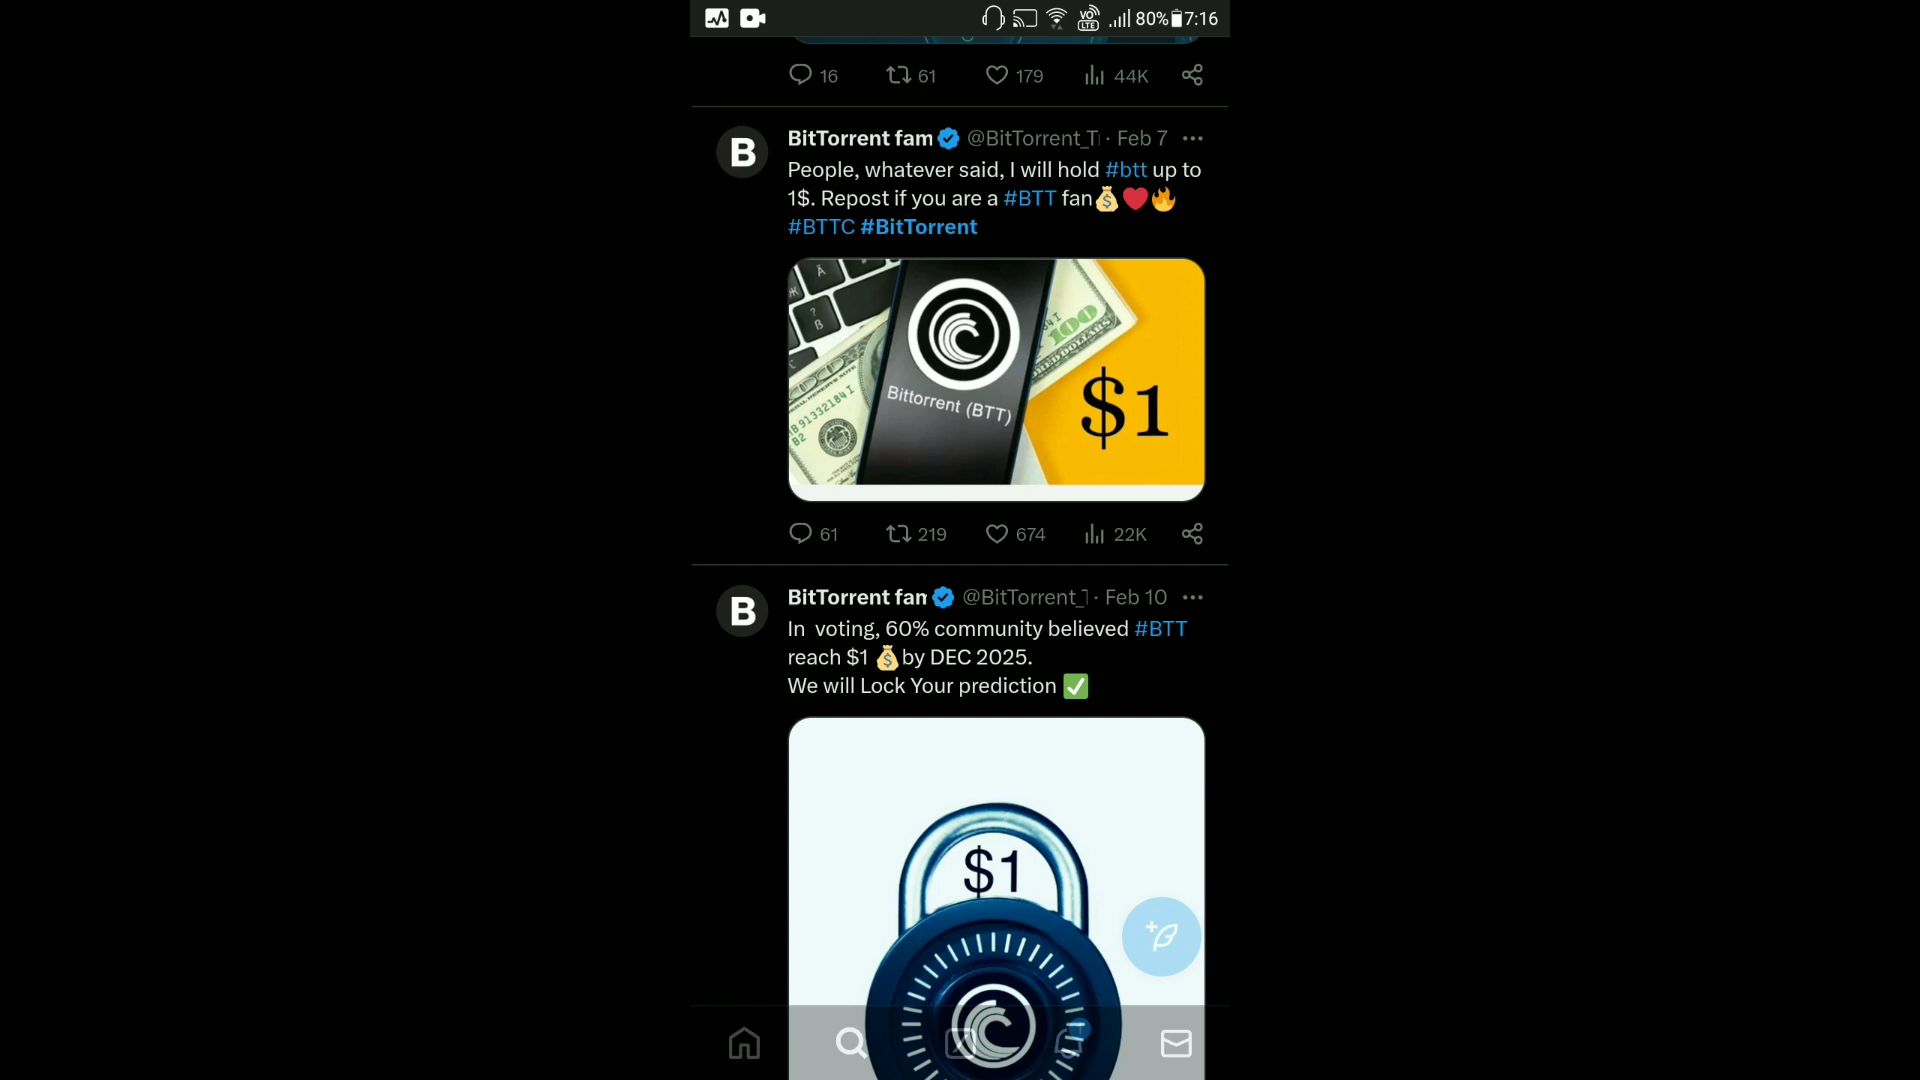 80% 7:16
16 61 179 44K
BitTorrent fam @BitTorrent_T · Feb 7
People, whatever said, I will hold #btt up to
1$. Repost if you are a #BTT fan💰❤️🔥
#BTTC #BitTorrent
100
91332184 I
B2
Bittorrent (BTT)
$1
61 219 674 22K
BitTorrent fan @BitTorrent_ · Feb 10
In voting, 60% community believed #BTT
reach $1 💰by DEC 2025.
We will Lock Your prediction ✅
$1